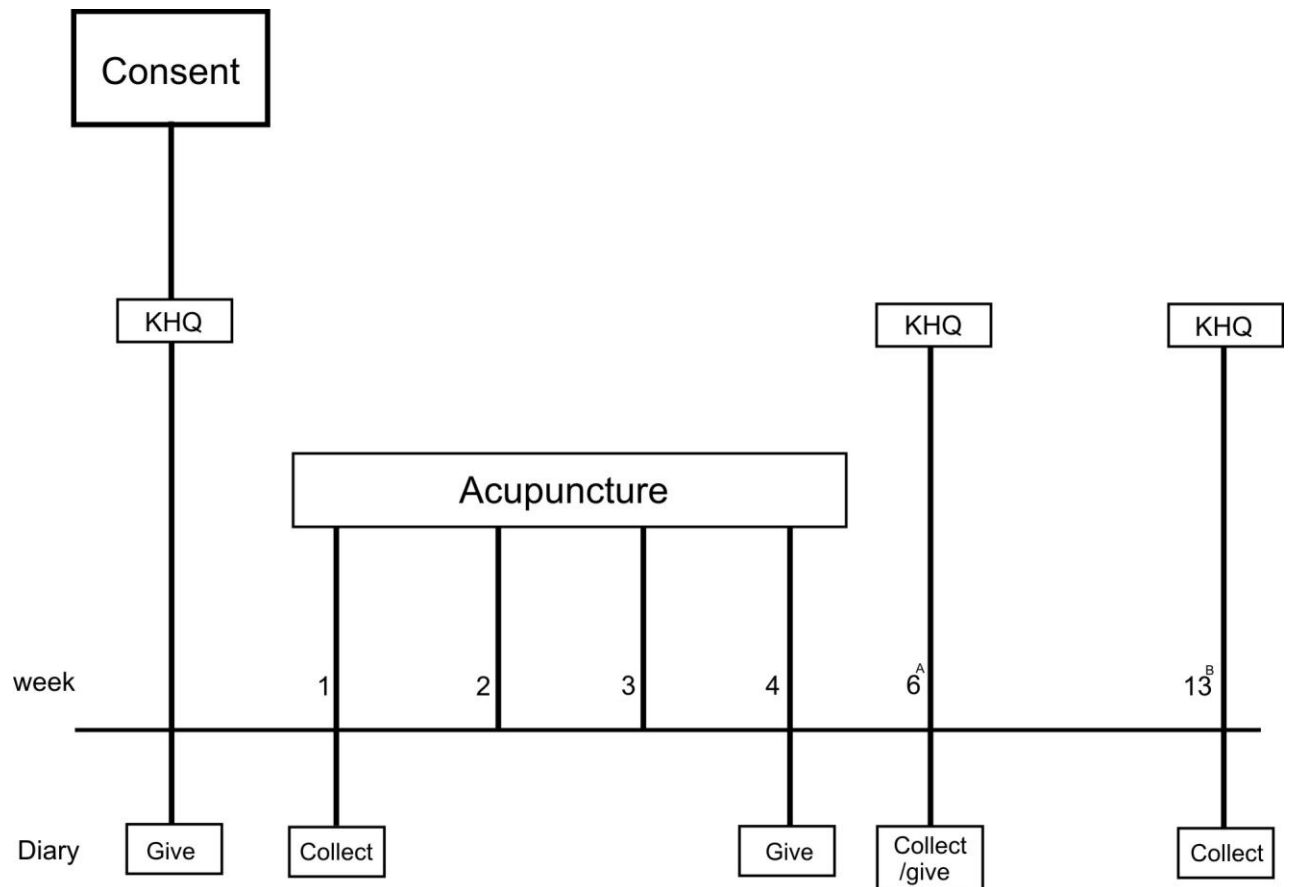 Consent
KHQ
KHQ
KHQ
Acupuncture
week
1
2
3
4
6A
13B
Diary
Give
Collect
Give
Collect
/give
Collect